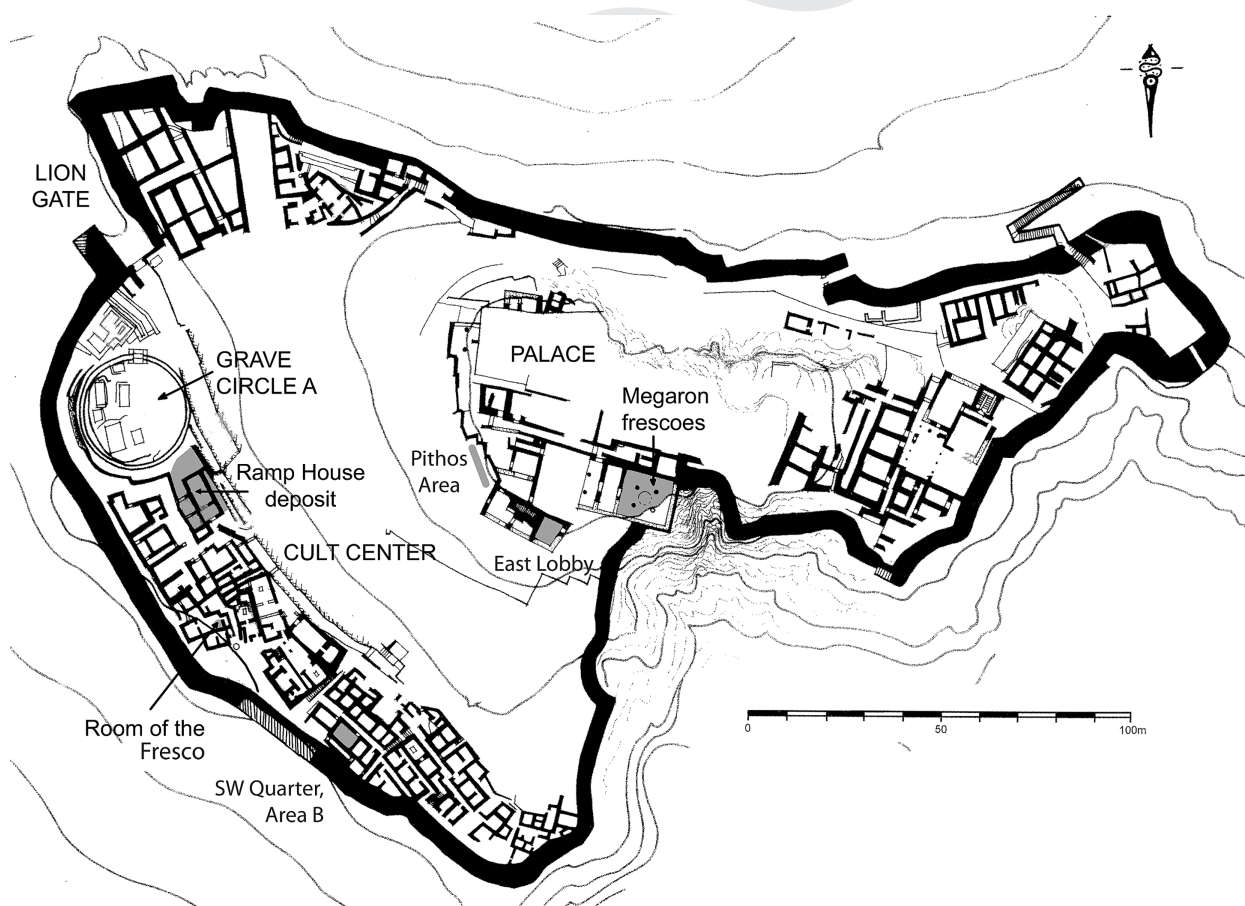 LION
GATE
GRAVE
CIRCLE A
PALACE
Megaron
frescoes
Pithos
Area
Ramp House
deposit
CULT CENTER
East Lobby
Room of the
Fresco
SW Quarter,
Area B
0 50 100m